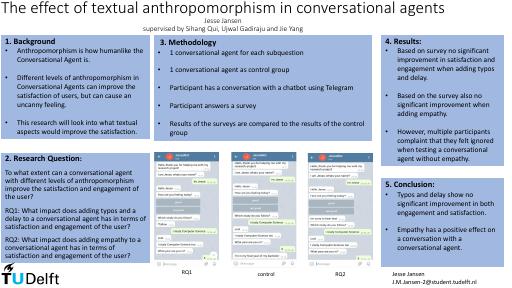 The effect of textual anthropomorphism in conversational agents
Jesse Jansen
supervised by Sihang Qui, Ujwal Gadiraju and Jie Yang
1. Background
• Anthropomorphism is how humanlike the
Conversational Agent is.
• Different levels of anthropomorphism in
Conversational Agents can improve the
satisfaction of users, but can cause an
uncanny feeling.
• This research will look into what textual
aspects would improve the satisfaction.
2. Research Question:
To what extent can a conversational
agent with different levels of anthropomorphism
improve the satisfaction and engagement of
the user?
RQ1: What impact does adding typos and a
delay to a conversational agent has in terms of
satisfaction and engagement of the user?
RQ2: What impact does adding empathy to a
conversational agent has in terms of
satisfaction and engagement of the user?
TU Delft
3. Methodology
• 1 conversational agent for each subquestion
• 1 conversational agent as control group
• Participant has a conversation with a chatbot using Telegram
• Participant answers a survey
• Results of the surveys are compared to the results of the control
group
RQ1
control
RQ2
4. Results:
• Based on survey no significant
improvement in satisfaction and
engagement when adding typos
and delay.
• Based on the survey also no
significant improvement when
adding empathy.
• However, multiple participants
complaint that they felt ignored
when testing a conversational
agent without empathy.
5. Conclusion:
• Typos and delay show no
significant improvement in both
engagement and satisfaction.
• Empathy has a positive effect on
a conversation with a
conversational agent.
Jesse Jansen
J.M.Jansen-2@student.tudelft.nl